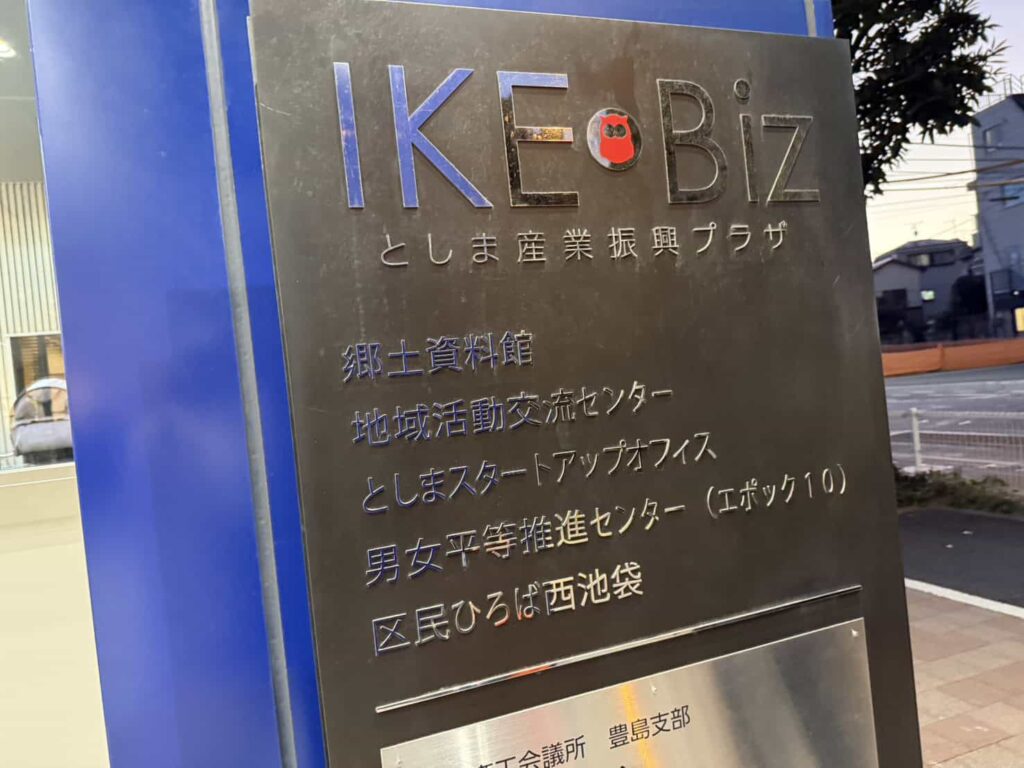 IKE Biz
としま産業振興プラザ
郷土資料館
地域活動交流センター
としまスタートアップオフィス
男女平等推進センター（エポック10）
区民ひろば西池袋
工会議所 豊島支部